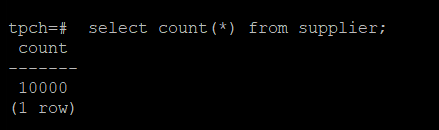 tpch=#  select count(*) from supplier;
 count
-------
 10000
(1 row)